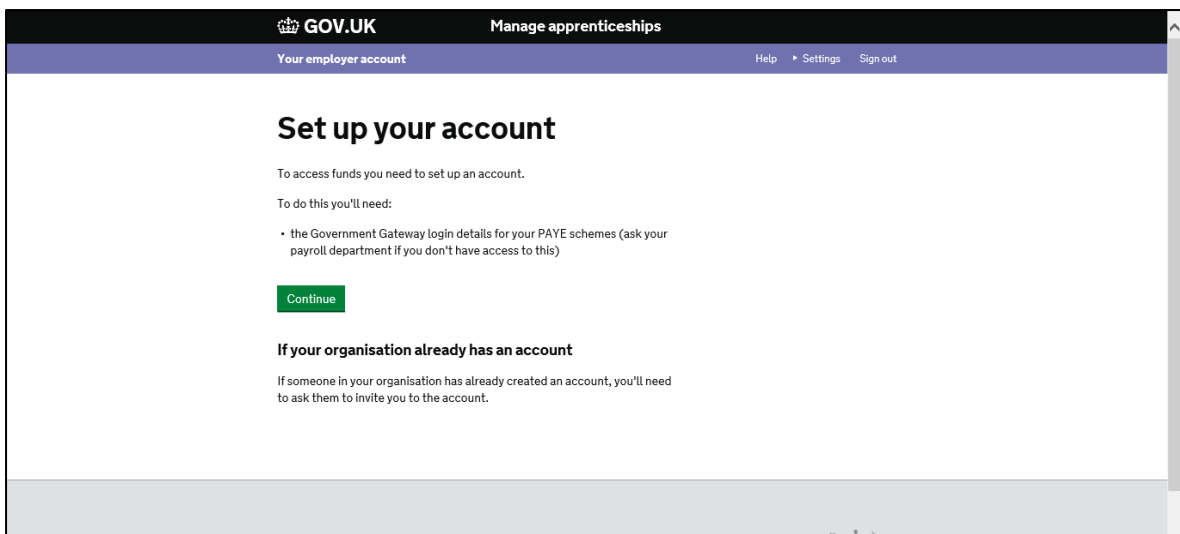 GOV.UK Manage apprenticeships
Your employer account Help ▸ Settings Sign out
Set up your account
To access funds you need to set up an account.
To do this you'll need:
• the Government Gateway login details for your PAYE schemes (ask your
payroll department if you don't have access to this)
Continue
If your organisation already has an account
If someone in your organisation has already created an account, you'll need
to ask them to invite you to the account.